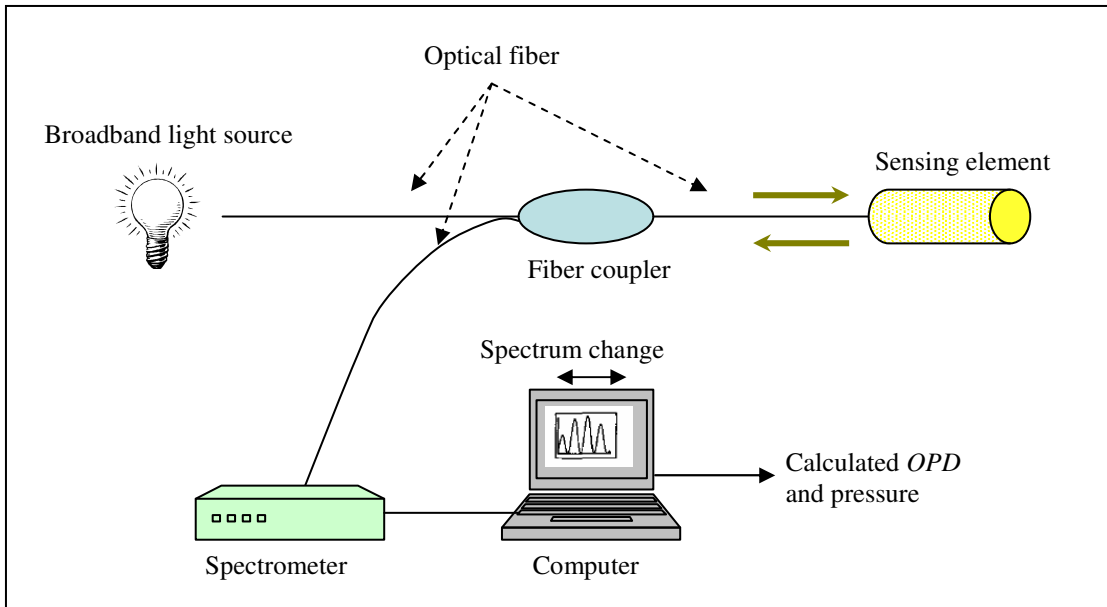 Optical fiber
Broadband light source
Sensing element
Fiber coupler
Spectrum change
Calculated OPD
and pressure
Spectrometer
Computer